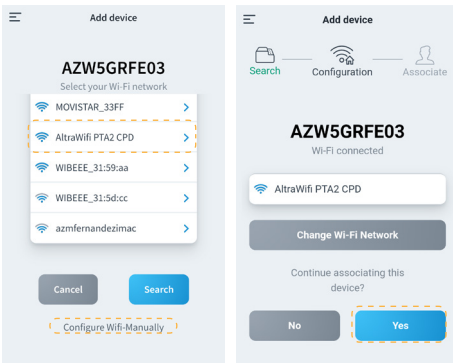 Add device
AZW5GRFE03
Select your Wi-Fi network
MOVISTAR_33FF
AltraWifi PTA2 CPD
WIBEEE_31:59:aa
WIBEEE_31:5d:cc
azmfernandezimac
Cancel
Search
Configure Wifi-Manually
Add device
Search
Configuration
Associate
AZW5GRFE03
Wi-Fi connected
AltraWifi PTA2 CPD
Change Wi-Fi Network
Continue associating this
device?
No
Yes